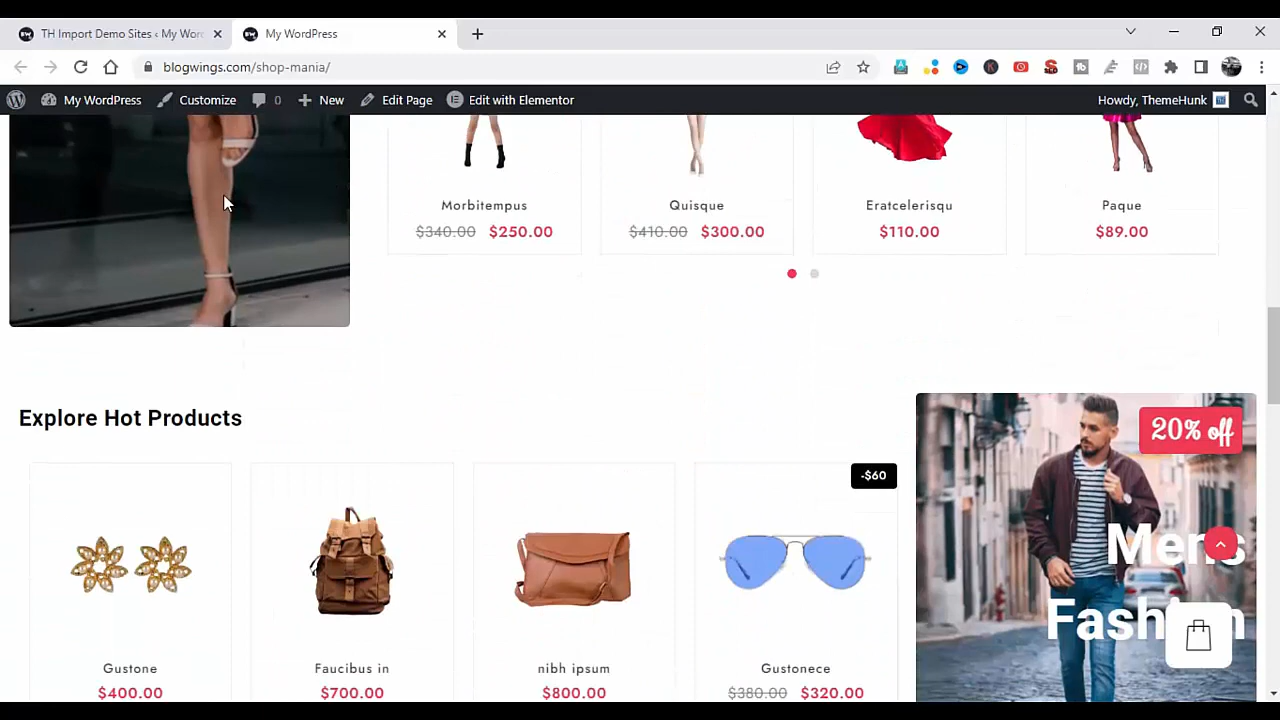 TH Import Demo Sites ‹ My Wor
My WordPress
blogwings.com/shop-mania/
My WordPress
Customize
0
New
Edit Page
Edit with Elementor
Howdy, ThemeHunk
Morbitempus
$340.00 $250.00
Quisque
$410.00 $300.00
Eratcelerisqu
$110.00
Paque
$89.00
Explore Hot Products
20% off
-$60
Mens
Fashion
Gustone
$400.00
Faucibus in
$700.00
nibh ipsum
$800.00
Gustonece
$380.00 $320.00